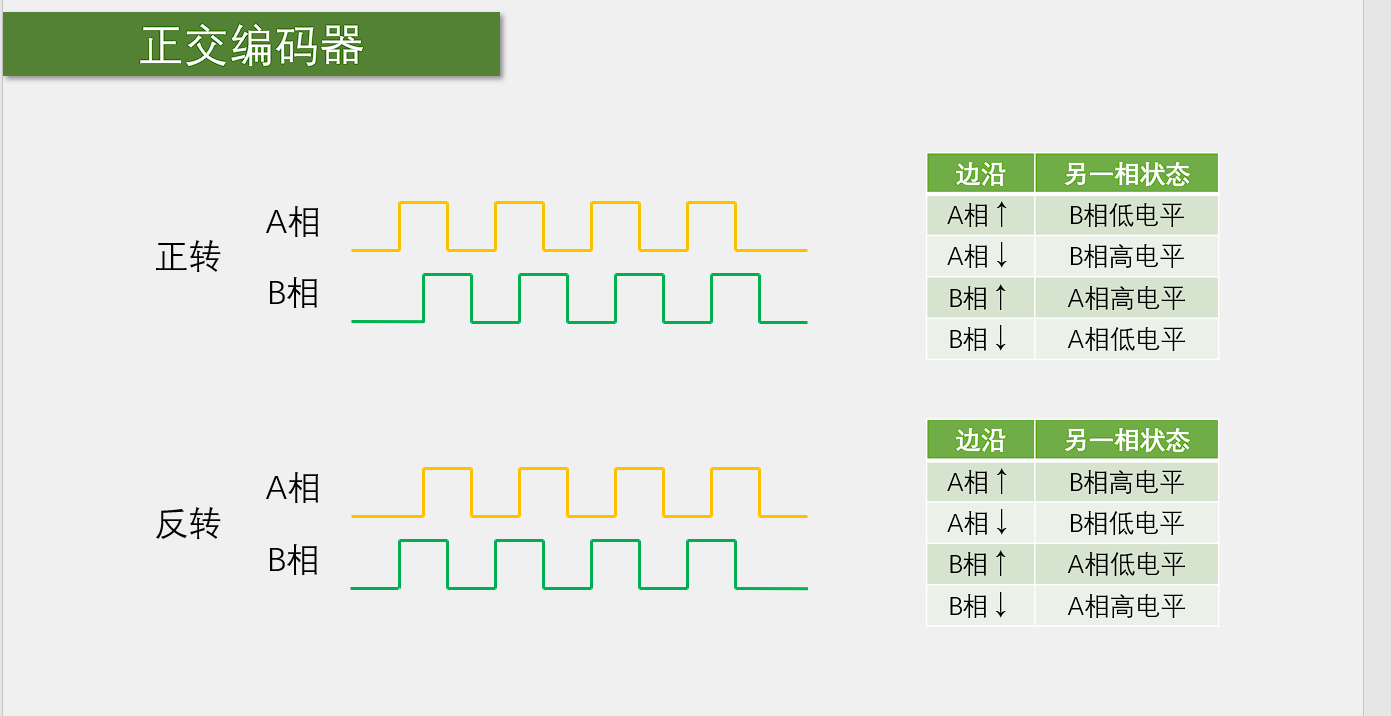 正交编码器
正转
A相
B相
边沿 另一相状态
A相↑ B相低电平
A相↓ B相高电平
B相↑ A相高电平
B相↓ A相低电平
反转
A相
B相
边沿 另一相状态
A相↑ B相高电平
A相↓ B相低电平
B相↑ A相低电平
B相↓ A相高电平